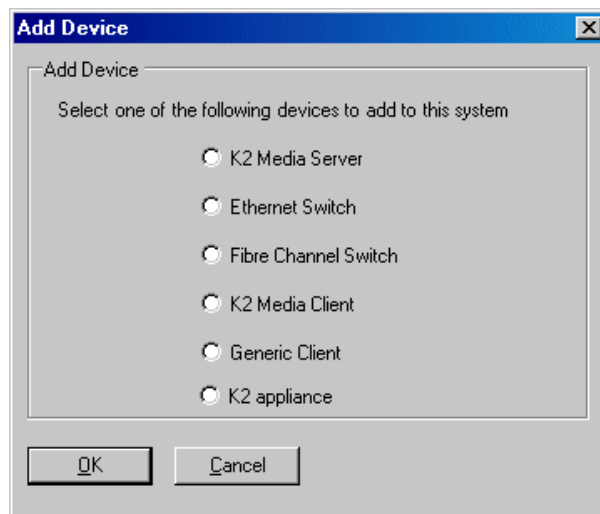 Add Device
Add Device
Select one of the following devices to add to this system
K2 Media Server
Ethernet Switch
Fibre Channel Switch
K2 Media Client
Generic Client
K2 appliance
OK
Cancel